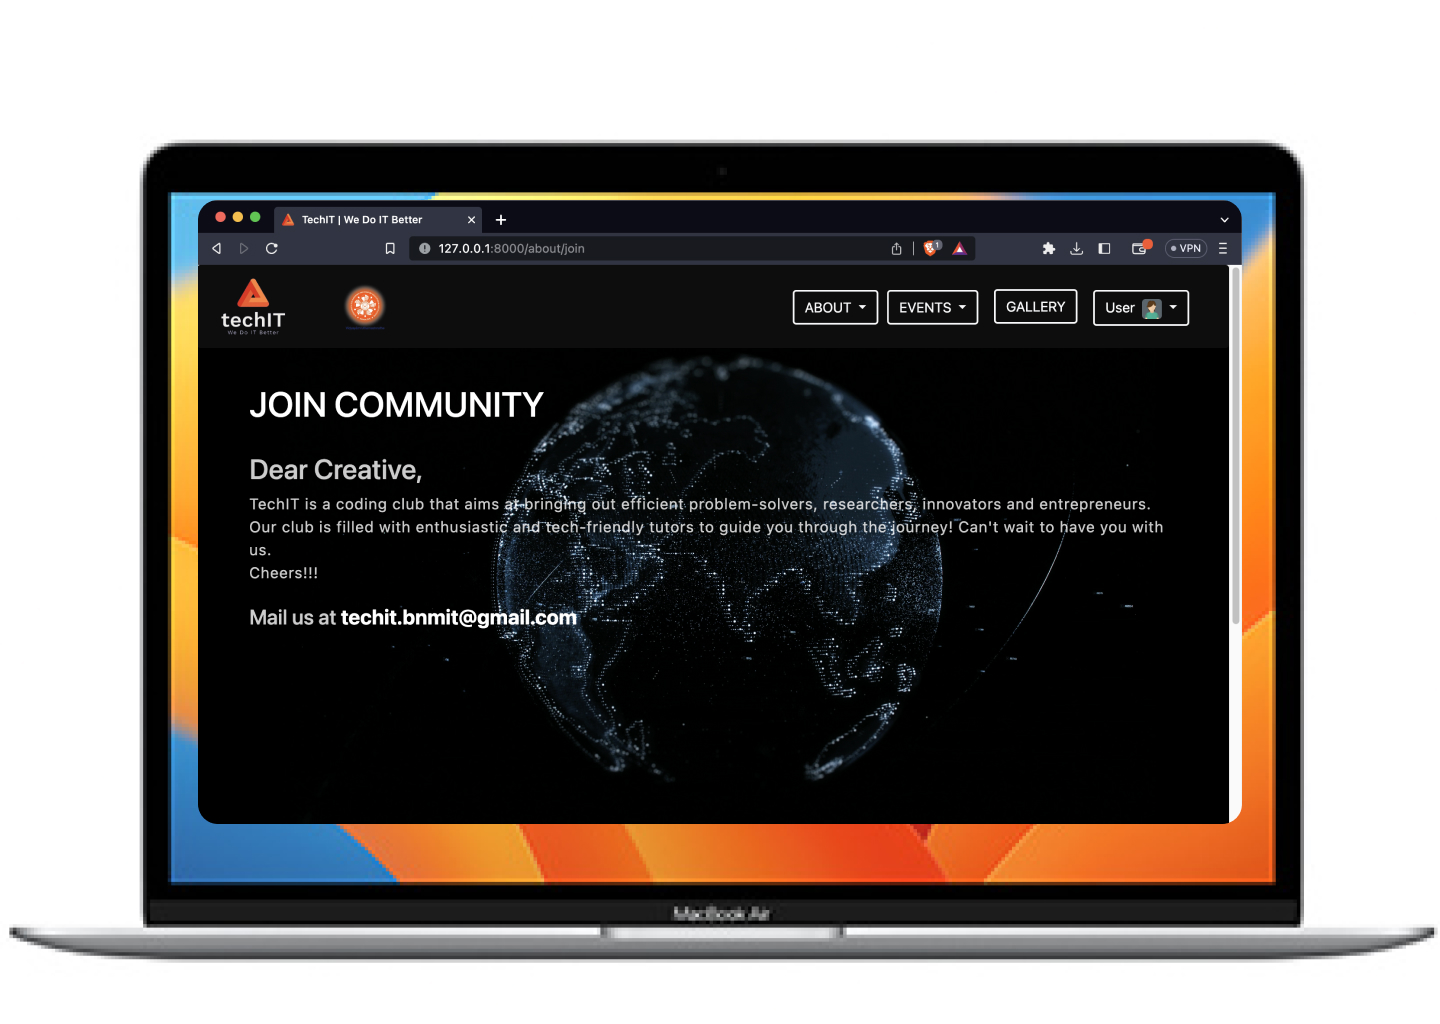 TechIT | We Do IT Better
127.0.0.1:8000/about/join
1
VPN
techIT
We Do IT Better
ABOUT
EVENTS
GALLERY
User
JOIN COMMUNITY
Dear Creative,
TechIT is a coding club that aims at bringing out efficient problem-solvers, researchers, innovators and entrepreneurs.
Our club is filled with enthusiastic and tech-friendly tutors to guide you through the journey! Can't wait to have you with
us.
Cheers!!!
Mail us at techit.bnmit@gmail.com
MacBook Air